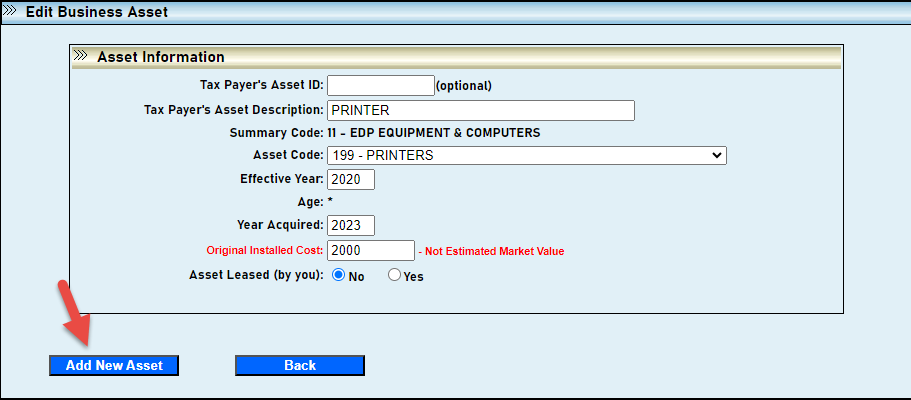 Edit Business Asset
Asset Information
Tax Payer's Asset ID: (optional)
Tax Payer's Asset Description: PRINTER
Summary Code: 11 - EDP EQUIPMENT & COMPUTERS
Asset Code: 199 - PRINTERS
Effective Year: 2020
Age: *
Year Acquired: 2023
Original Installed Cost: 2000 - Not Estimated Market Value
Asset Leased (by you): No Yes
Add New Asset Back